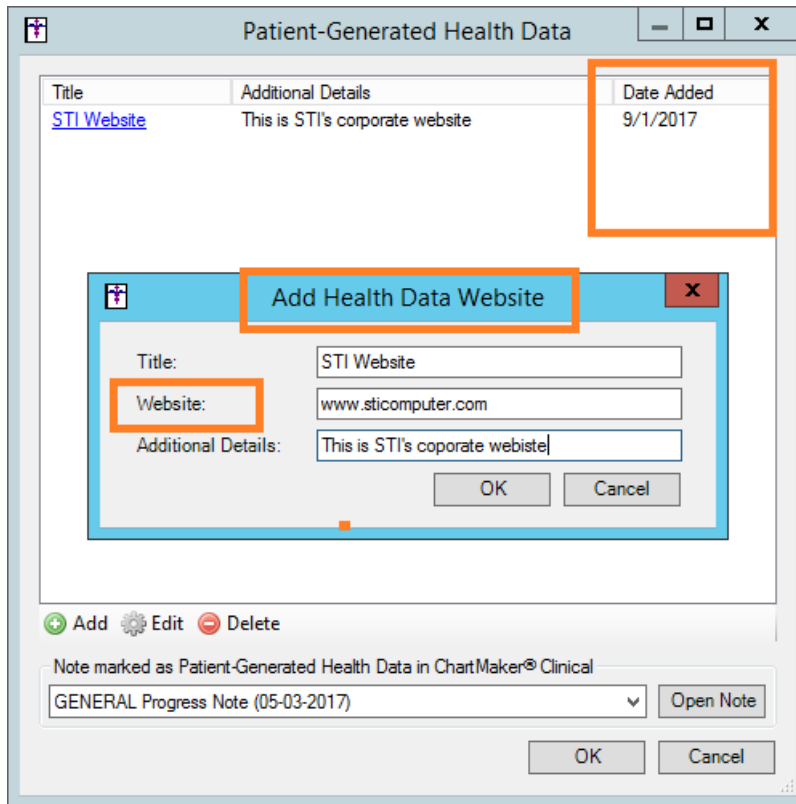 Patient-Generated Health Data
Title Additional Details Date Added
STI Website This is STI's corporate website 9/1/2017
Add Health Data Website
Title: STI Website
Website: www.sticomputer.com
Additional Details: This is STI's coporate webiste
OK Cancel
Add Edit Delete
Note marked as Patient-Generated Health Data in ChartMaker® Clinical
GENERAL Progress Note (05-03-2017) Open Note
OK Cancel